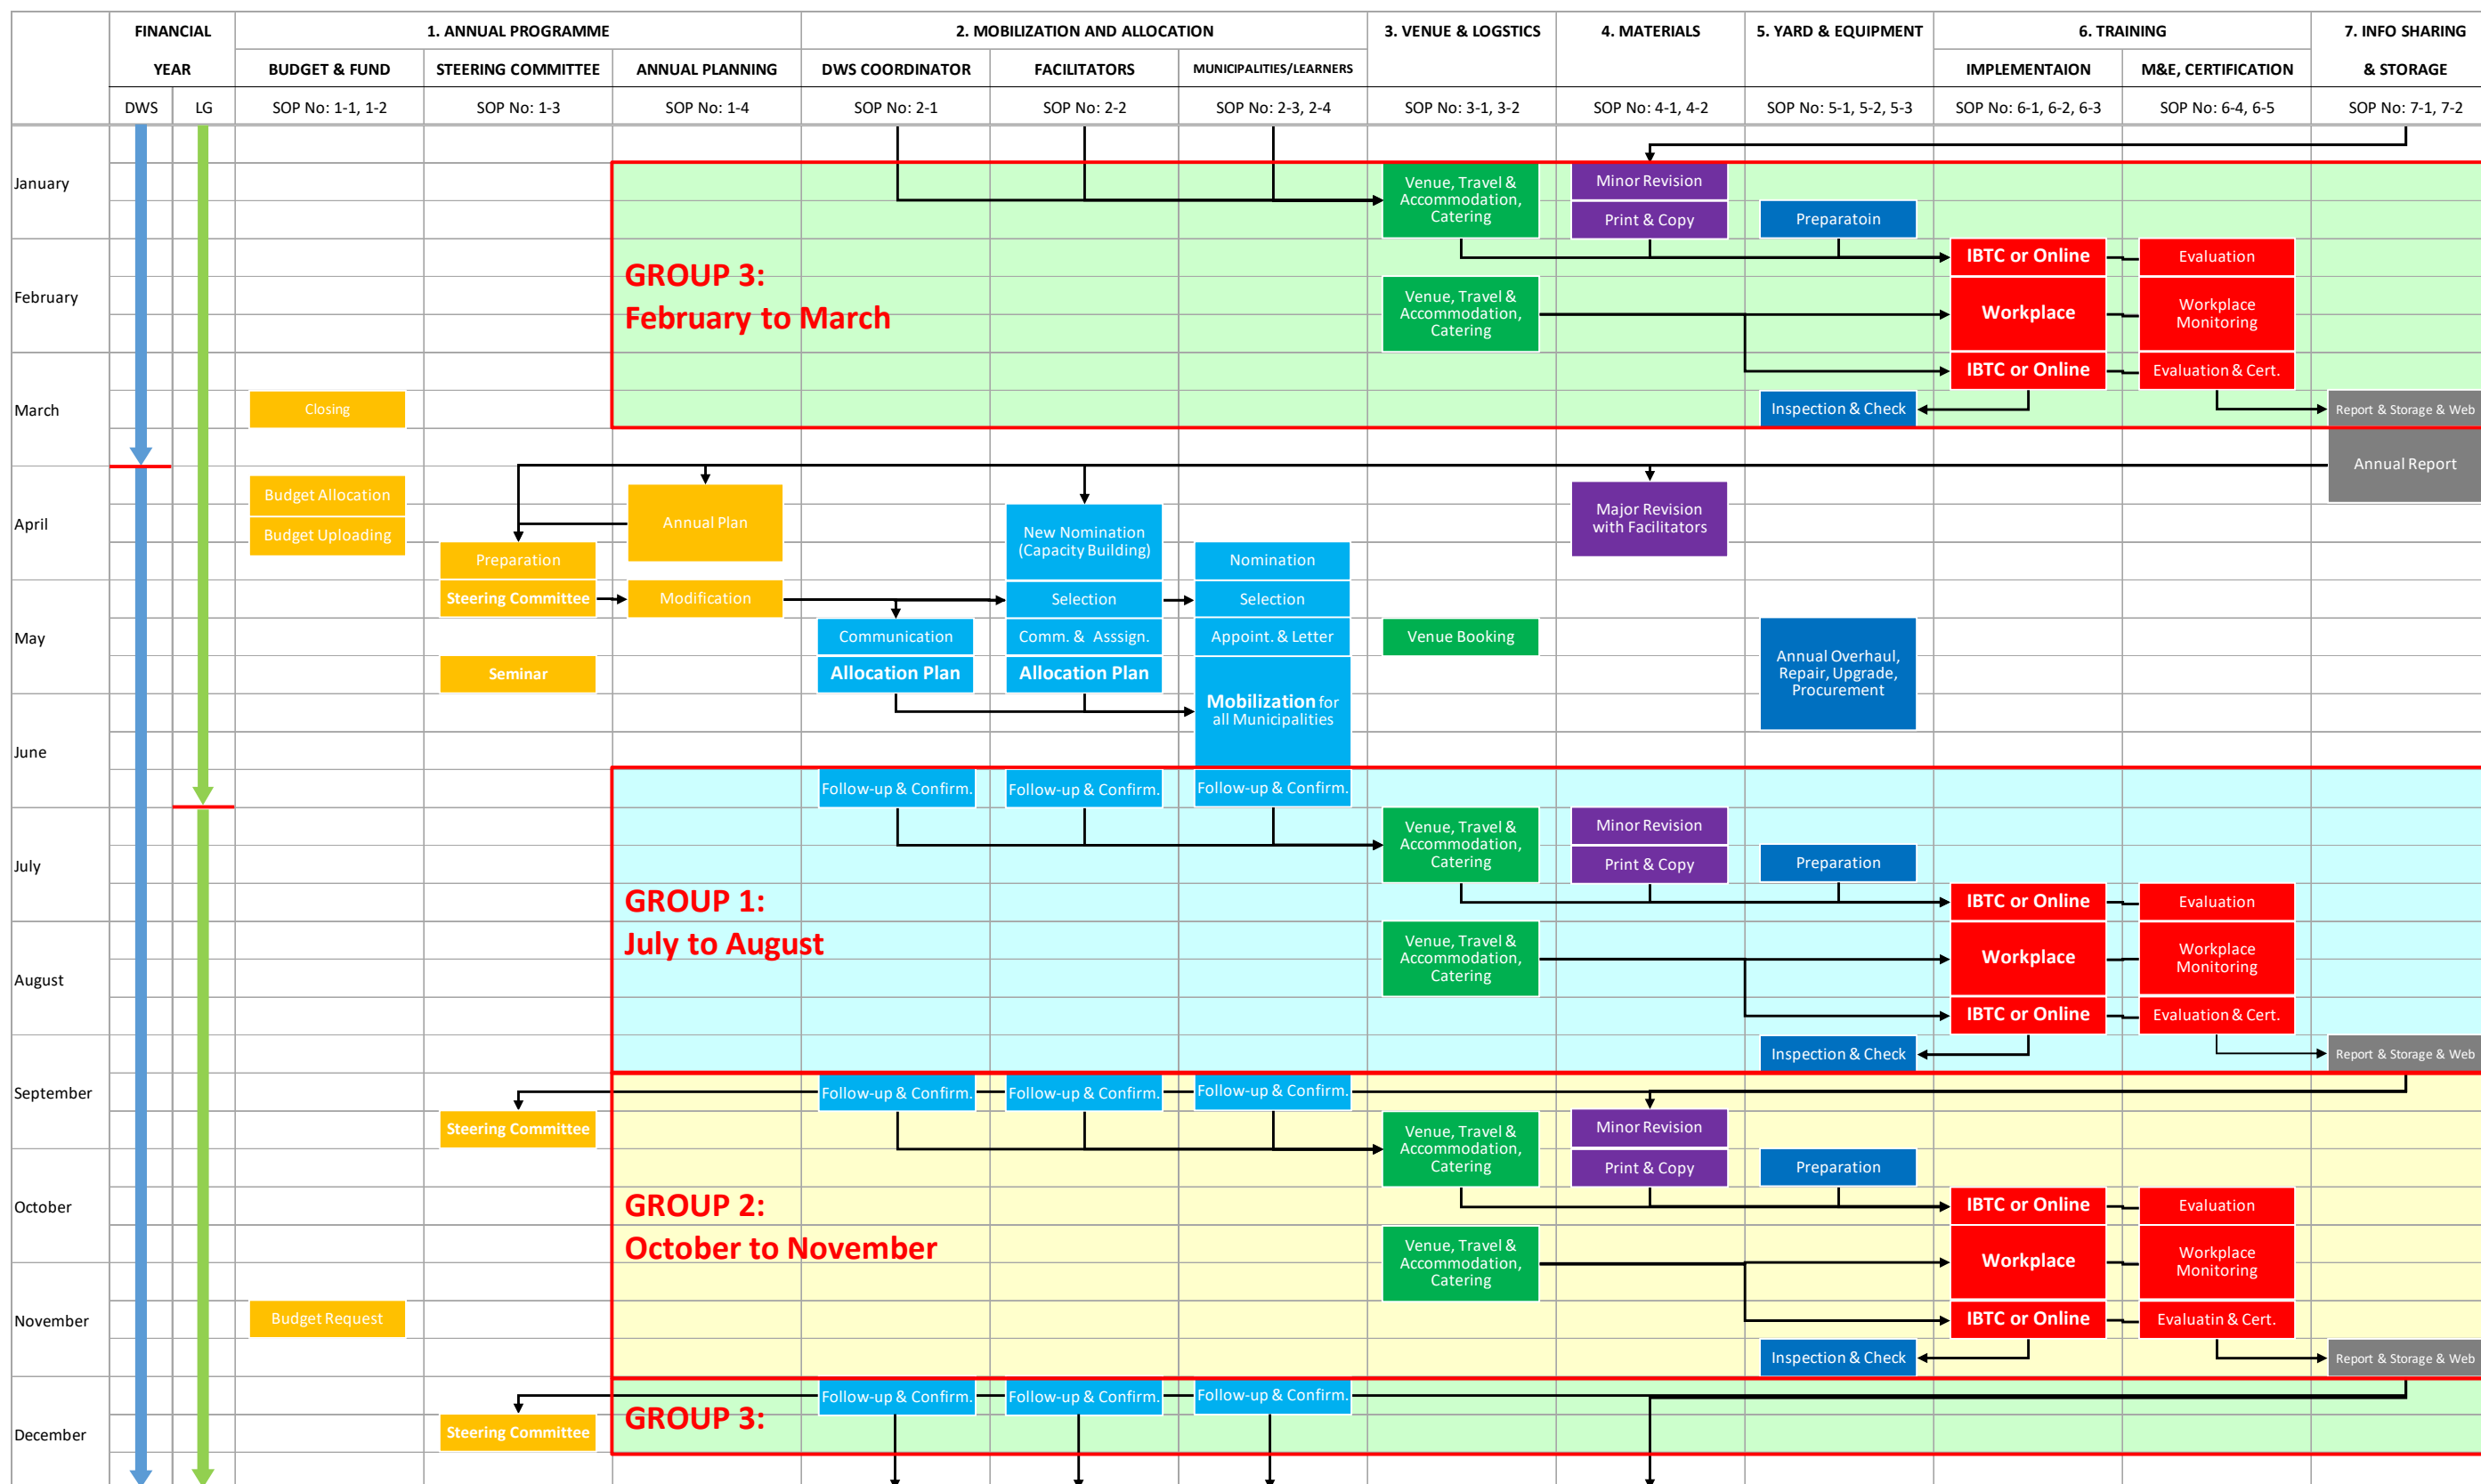 FINANCIAL 1. ANNUAL PROGRAMME 2. MOBILIZATION AND ALLOCATION 3. VENUE & LOGSTICS 4. MATERIALS 5. YARD & EQUIPMENT 6. TRAINING 7. INFO SHARING
YEAR BUDGET & FUND STEERING COMMITTEE ANNUAL PLANNING DWS COORDINATOR FACILITATORS MUNICIPALITIES/LEARNERS IMPLEMENTAION M&E, CERTIFICATION & STORAGE
DWS LG SOP No: 1-1, 1-2 SOP No: 1-3 SOP No: 1-4 SOP No: 2-1 SOP No: 2-2 SOP No: 2-3, 2-4 SOP No: 3-1, 3-2 SOP No: 4-1, 4-2 SOP No: 5-1, 5-2, 5-3 SOP No: 6-1, 6-2, 6-3 SOP No: 6-4, 6-5 SOP No: 7-1, 7-2
January
Venue, Travel &
Accommodation,
Catering
Minor Revision
Print & Copy
Preparatoin
February
GROUP 3:
February to March
IBTC or Online
Evaluation
Venue, Travel &
Accommodation,
Catering
Workplace
Workplace
Monitoring
IBTC or Online
Evaluation & Cert.
March
Closing
Inspection & Check
Report & Storage & Web
Annual Report
April
Budget Allocation
Budget Uploading
Annual Plan
Preparation
New Nomination
(Capacity Building)
Nomination
Major Revision
with Facilitators
Steering Committee
Modification
Selection
Selection
May
Communication
Comm. & Asssign.
Appoint. & Letter
Venue Booking
Seminar
Allocation Plan
Allocation Plan
Annual Overhaul,
Repair, Upgrade,
Procurement
Mobilization for
all Municipalities
June
Follow-up & Confirm.
Follow-up & Confirm.
Follow-up & Confirm.
July
Venue, Travel &
Accommodation,
Catering
Minor Revision
Print & Copy
Preparation
GROUP 1:
July to August
IBTC or Online
Evaluation
August
Venue, Travel &
Accommodation,
Catering
Workplace
Workplace
Monitoring
IBTC or Online
Evaluation & Cert.
Inspection & Check
Report & Storage & Web
September
Follow-up & Confirm.
Follow-up & Confirm.
Follow-up & Confirm.
Steering Committee
Venue, Travel &
Accommodation,
Catering
Minor Revision
Print & Copy
Preparation
October
GROUP 2:
October to November
IBTC or Online
Evaluation
Venue, Travel &
Accommodation,
Catering
Workplace
Workplace
Monitoring
November
Budget Request
IBTC or Online
Evaluatin & Cert.
Inspection & Check
Report & Storage & Web
December
Follow-up & Confirm.
Follow-up & Confirm.
Follow-up & Confirm.
Steering Committee
GROUP 3: